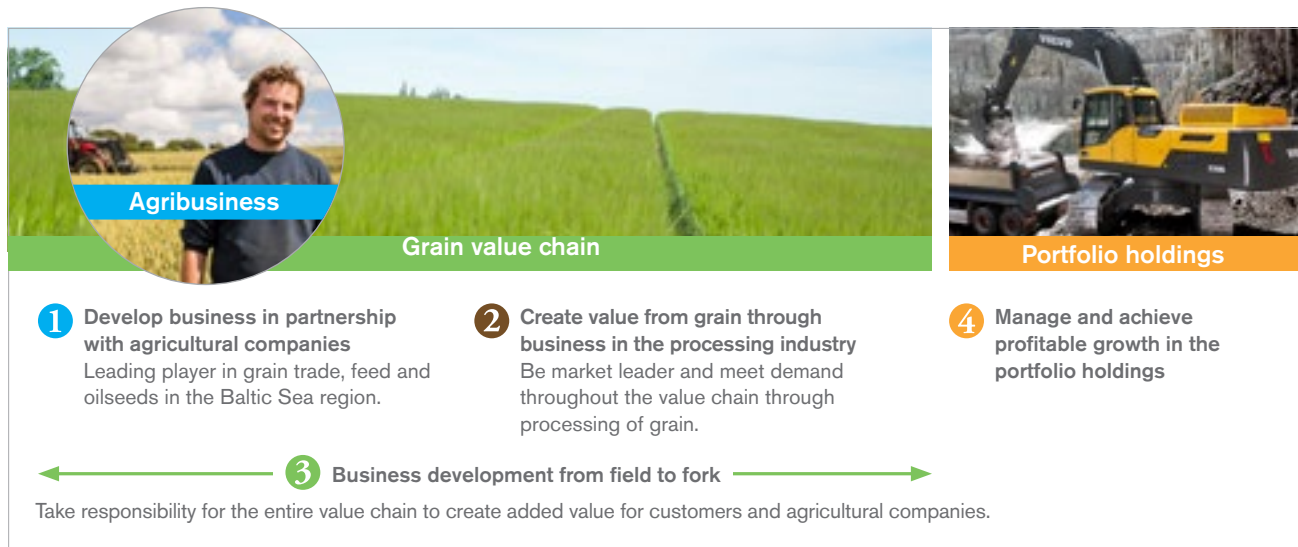 Agribusiness
Grain value chain
VOLVO
Portfolio holdings
1 Develop business in partnership
with agricultural companies
Leading player in grain trade, feed and
oilseeds in the Baltic Sea region.
2 Create value from grain through
business in the processing industry
Be market leader and meet demand
throughout the value chain through
processing of grain.
4 Manage and achieve
profitable growth in the
portfolio holdings
3 Business development from field to fork
Take responsibility for the entire value chain to create added value for customers and agricultural companies.